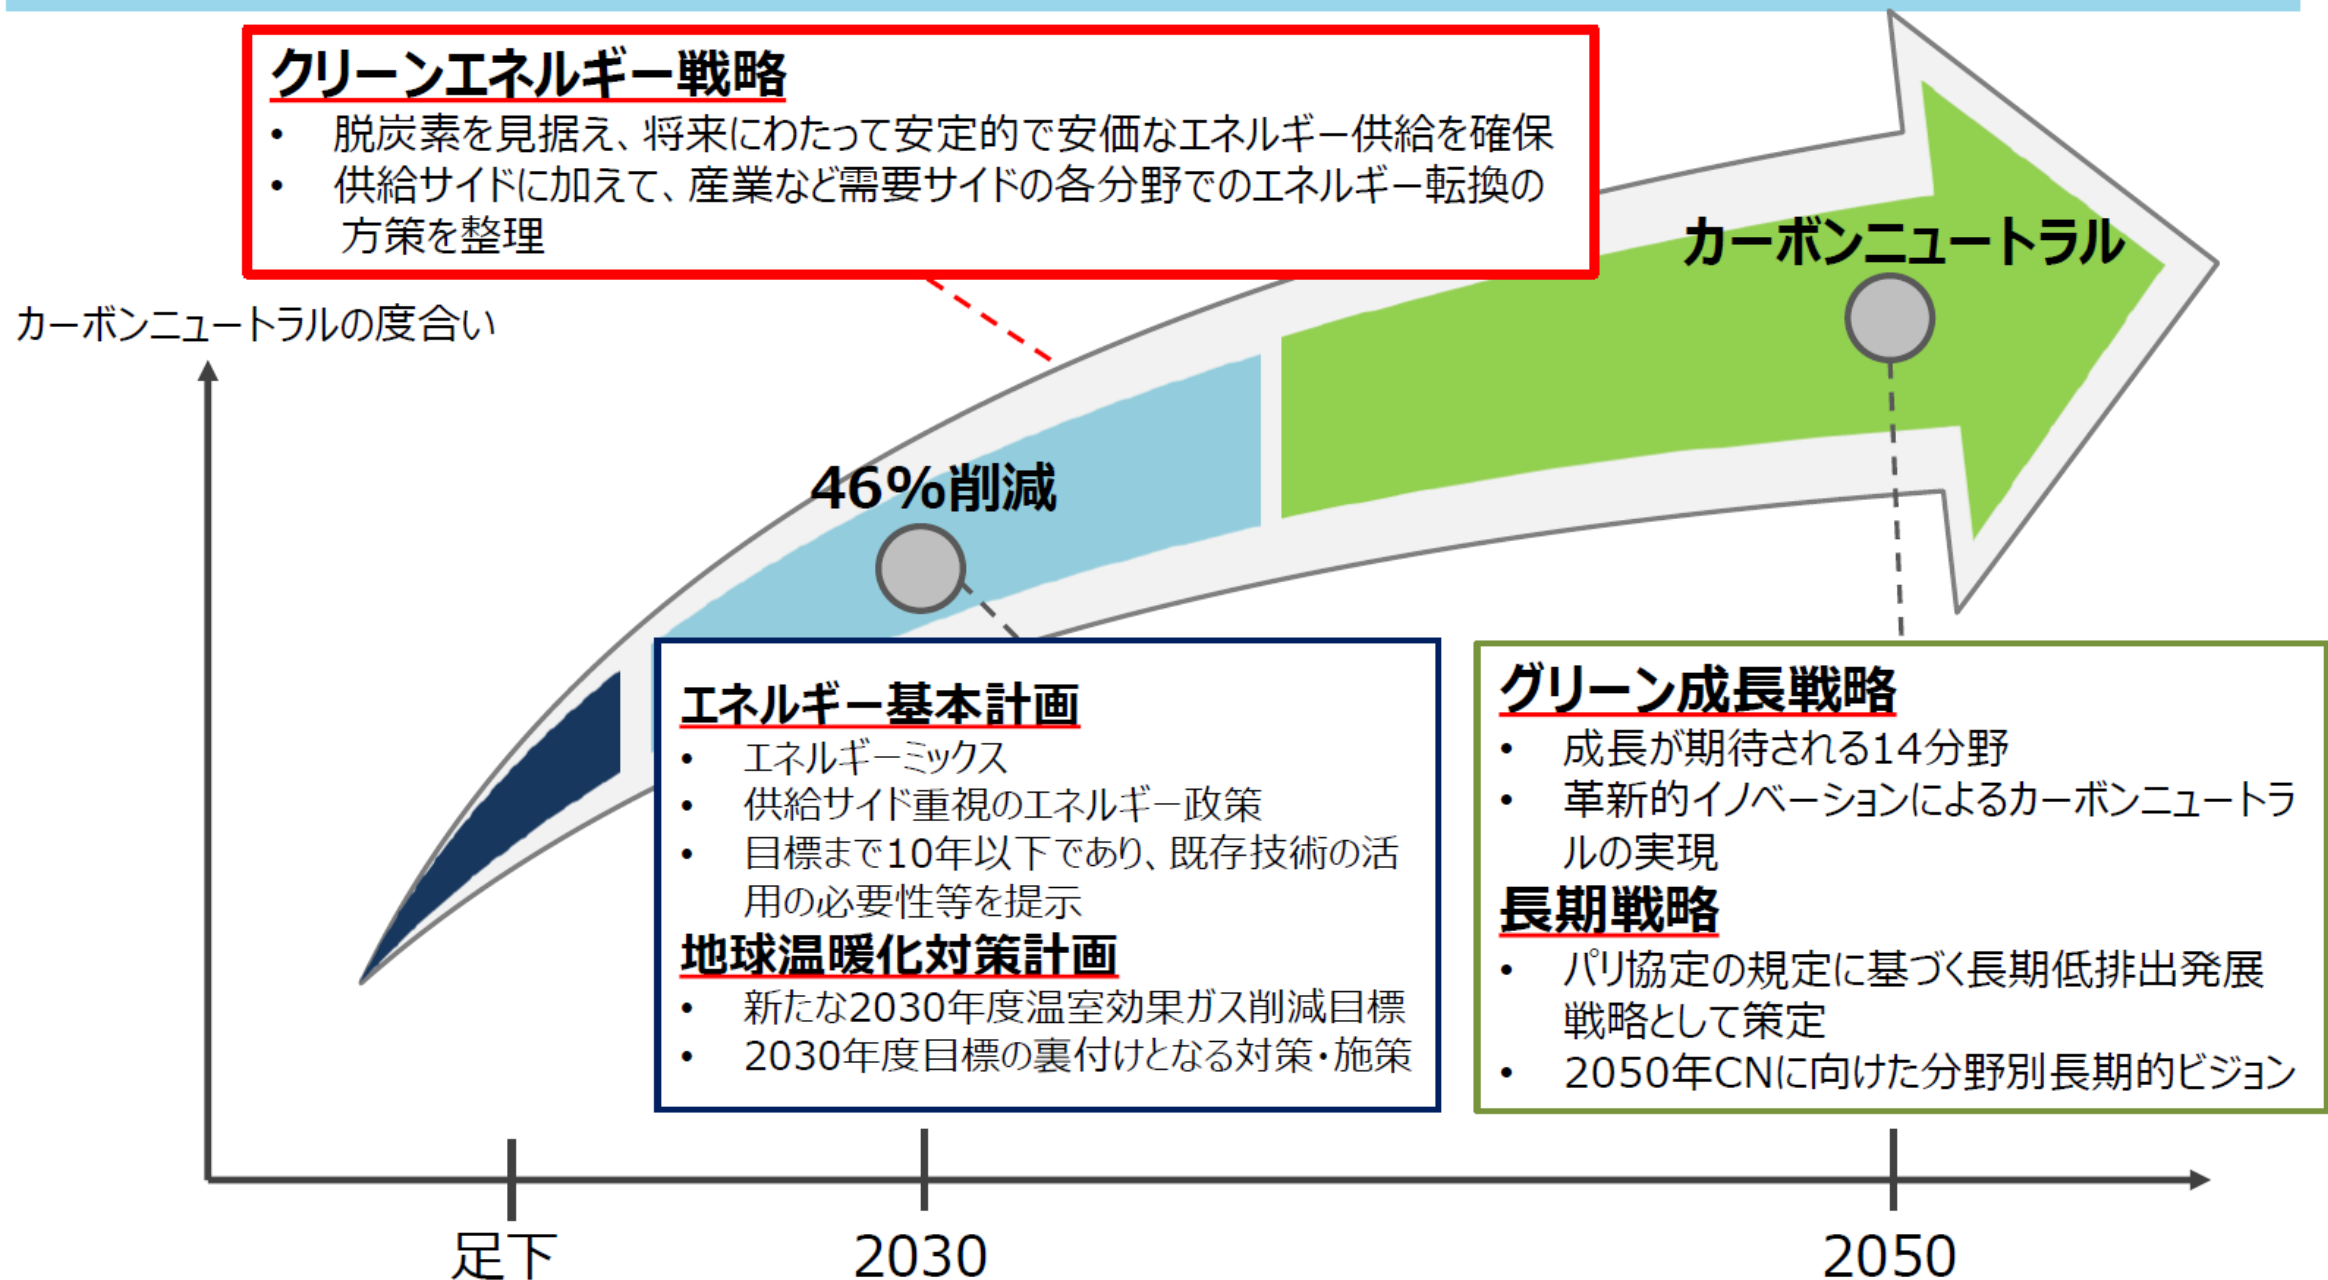 クリーンエネルギー戦略
• 脱炭素を見据え、将来にわたって安定的で安価なエネルギー供給を確保
• 供給サイドに加えて、産業など需要サイドの各分野でのエネルギー転換の
方策を整理
カーボンニュートラル
カーボンニュートラルの度合い
46%削減
エネルギー基本計画
• エネルギーミックス
• 供給サイド重視のエネルギー政策
• 目標まで10年以下であり、既存技術の活
用の必要性等を提示
地球温暖化対策計画
• 新たな2030年度温室効果ガス削減目標
• 2030年度目標の裏付けとなる対策・施策
グリーン成長戦略
• 成長が期待される14分野
• 革新的イノベーションによるカーボンニュートラ
ルの実現
長期戦略
• パリ協定の規定に基づく長期低排出発展
戦略として策定
• 2050年CNに向けた分野別長期的ビジョン
足下
2030
2050